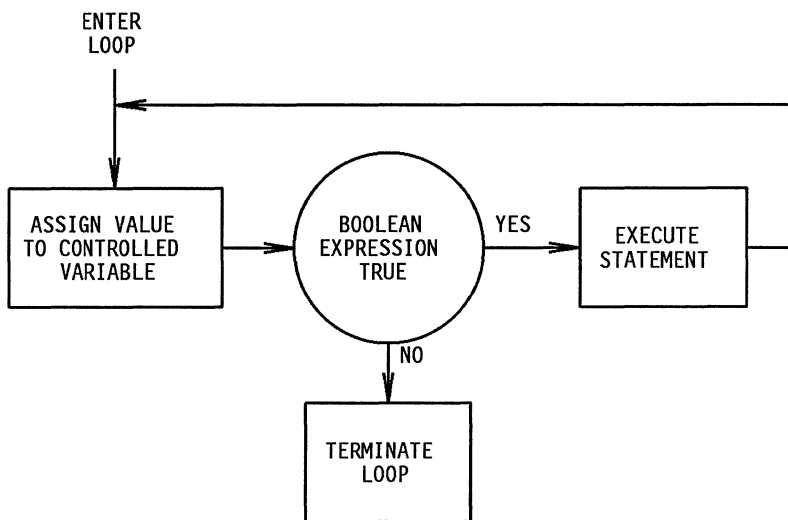 ENTER
LOOP
ASSIGN VALUE
TO CONTROLLED
VARIABLE
BOOLEAN
EXPRESSION
TRUE
YES
EXECUTE
STATEMENT
NO
TERMINATE
LOOP